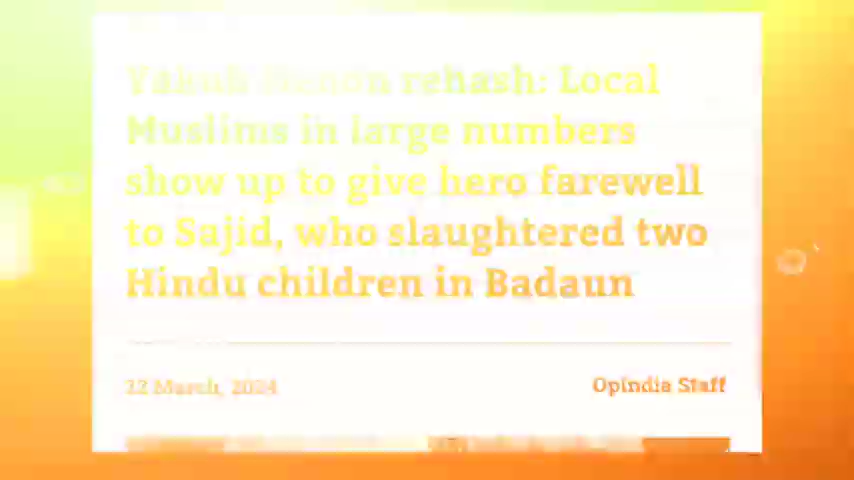 Yakub Menon rehash: Local
Muslims in large numbers
show up to give hero farewell
to Sajid, who slaughtered two
Hindu children in Badaun
22 March, 2024
OpIndia Staff